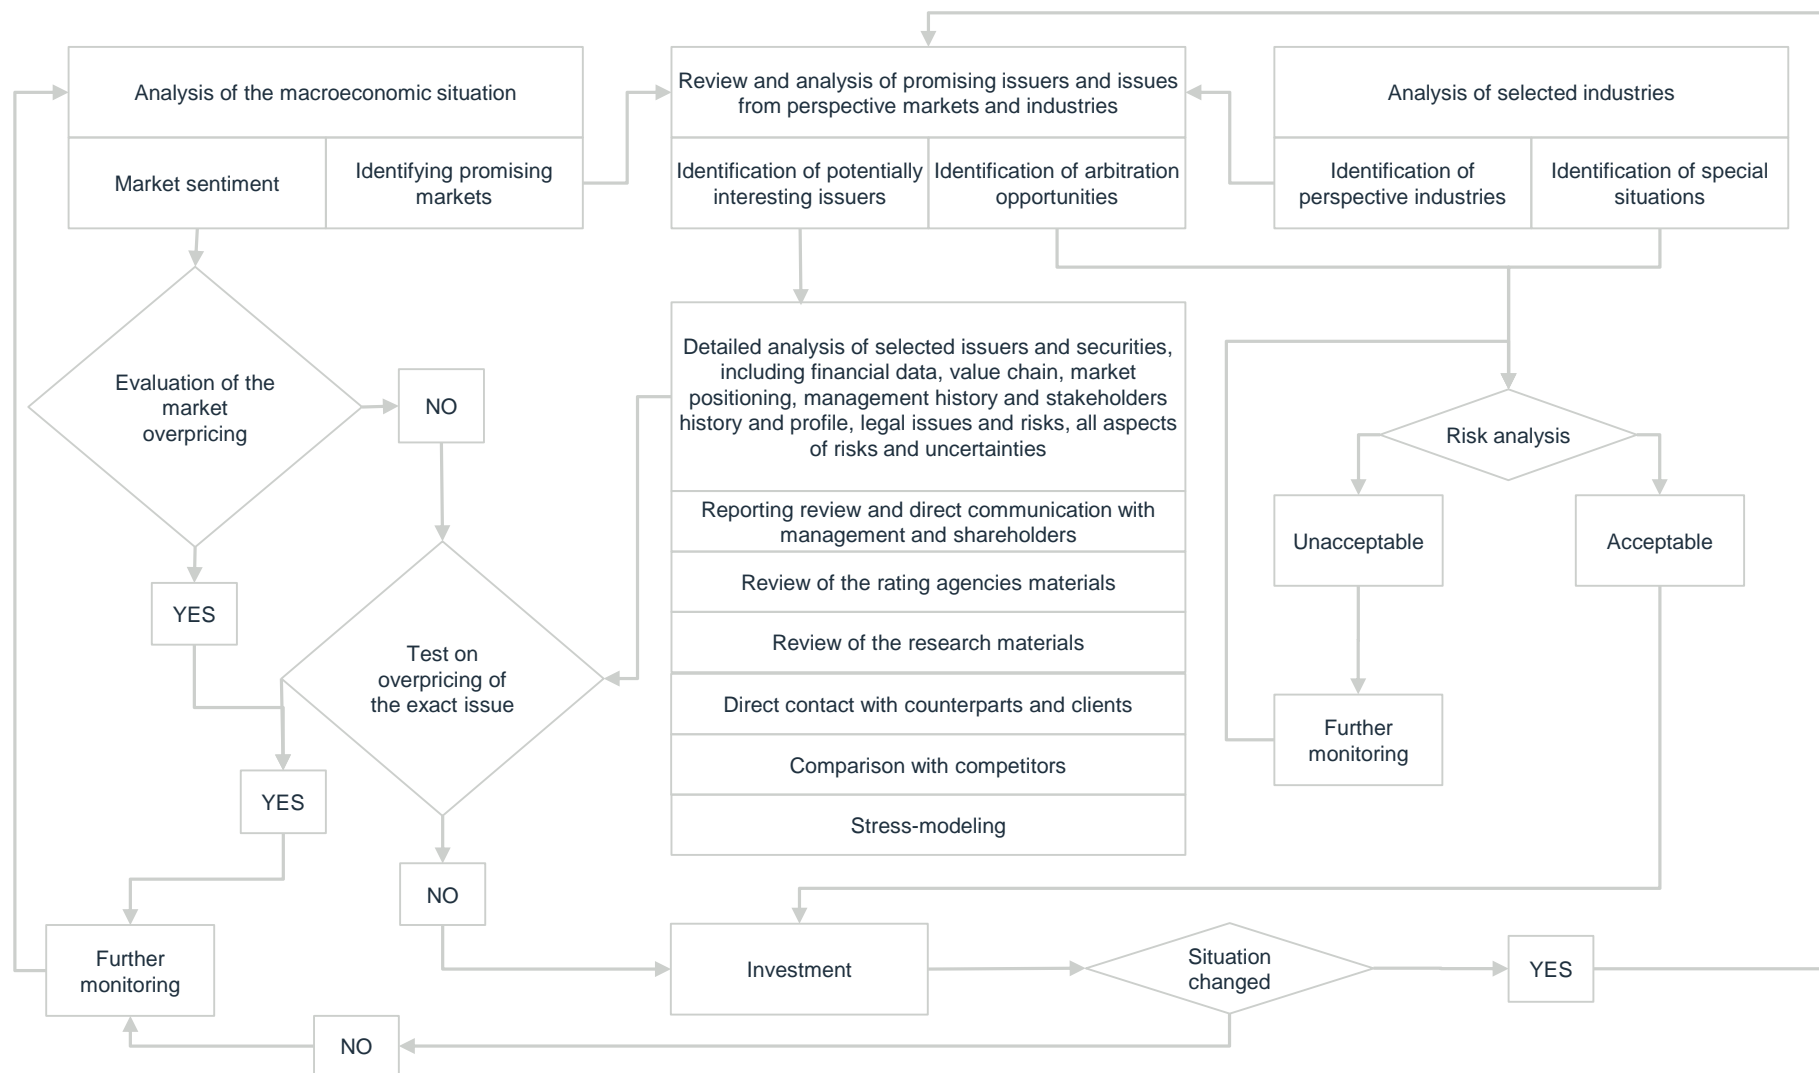 Analysis of the macroeconomic situation
Market sentiment
Identifying promising
markets
Review and analysis of promising issuers and issues
from perspective markets and industries
Identification of potentially
interesting issuers
Identification of arbitration
opportunities
Analysis of selected industries
Identification of
perspective industries
Identification of special
situations
Evaluation of the
market
overpricing
NO
YES
Test on
overpricing of
the exact issue
YES
NO
Detailed analysis of selected issuers and securities,
including financial data, value chain, market
positioning, management history and stakeholders
history and profile, legal issues and risks, all aspects
of risks and uncertainties
Reporting review and direct communication with
management and shareholders
Review of the rating agencies materials
Review of the research materials
Direct contact with counterparts and clients
Comparison with competitors
Stress-modeling
Risk analysis
Unacceptable
Acceptable
Further
monitoring
Further
monitoring
Investment
Situation
changed
YES
NO